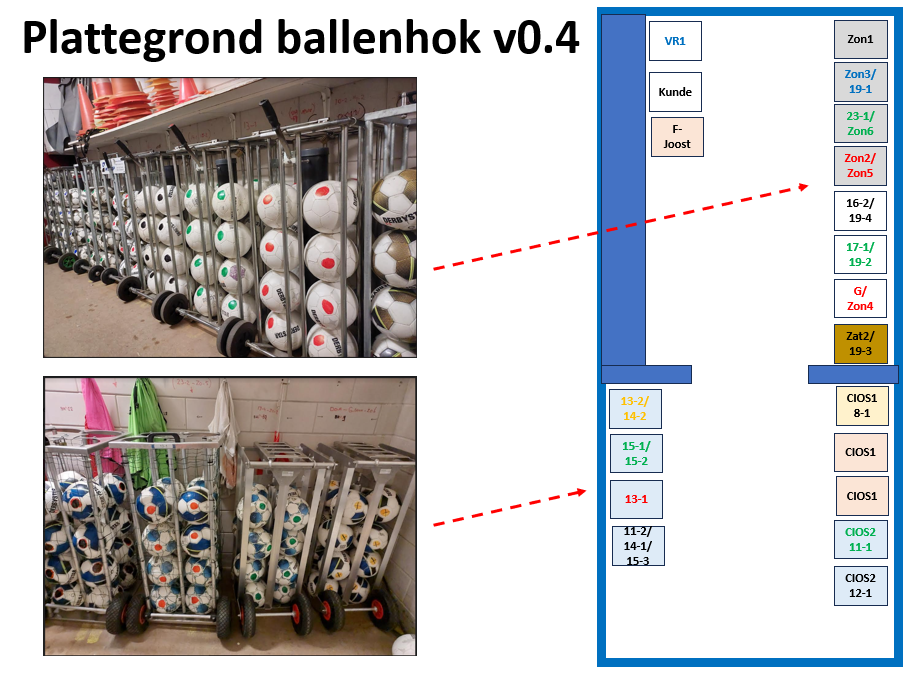 Plattegrond ballenhok v0.4
VR1
Kunde
F-
Joost
Zon1
Zon3/
19-1
23-1/
Zon6
Zon2/
Zon5
16-2/
19-4
17-1/
19-2
G/
Zon4
Zat2/
19-3
13-2/
14-2
15-1/
15-2
13-1
11-2/
14-1/
15-3
CIOS1
8-1
CIOS1
CIOS1
CIOS2
11-1
CIOS2
12-1